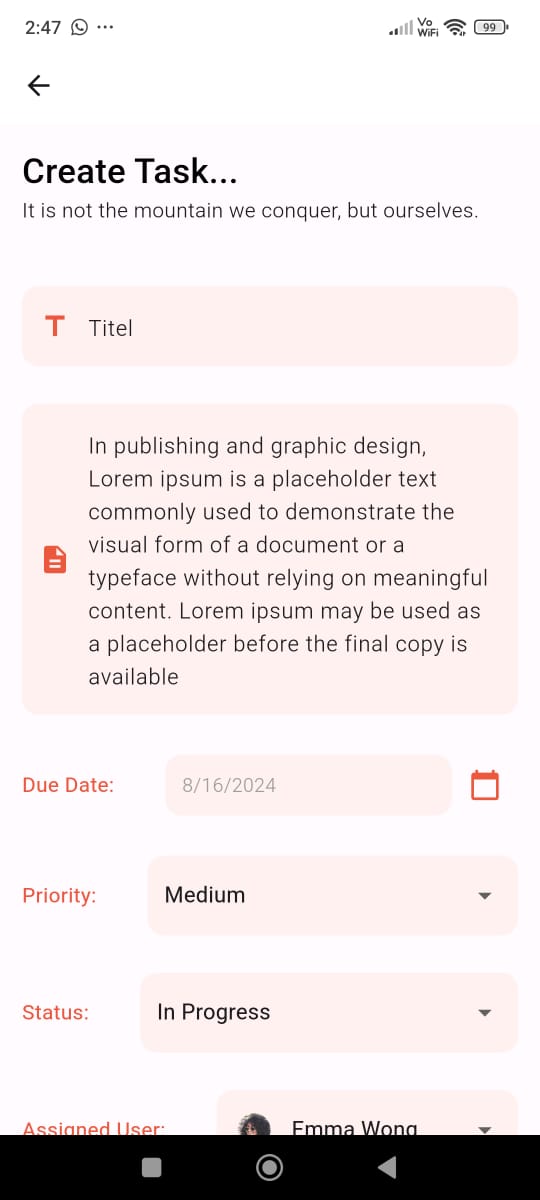 2:47
Vo
WiFi
99
Create Task...
It is not the mountain we conquer, but ourselves.
T Titel
In publishing and graphic design,
Lorem ipsum is a placeholder text
commonly used to demonstrate the
visual form of a document or a
typeface without relying on meaningful
content. Lorem ipsum may be used as
a placeholder before the final copy is
available
Due Date: 8/16/2024
Priority: Medium
Status: In Progress
Assigned User: Emma Wong